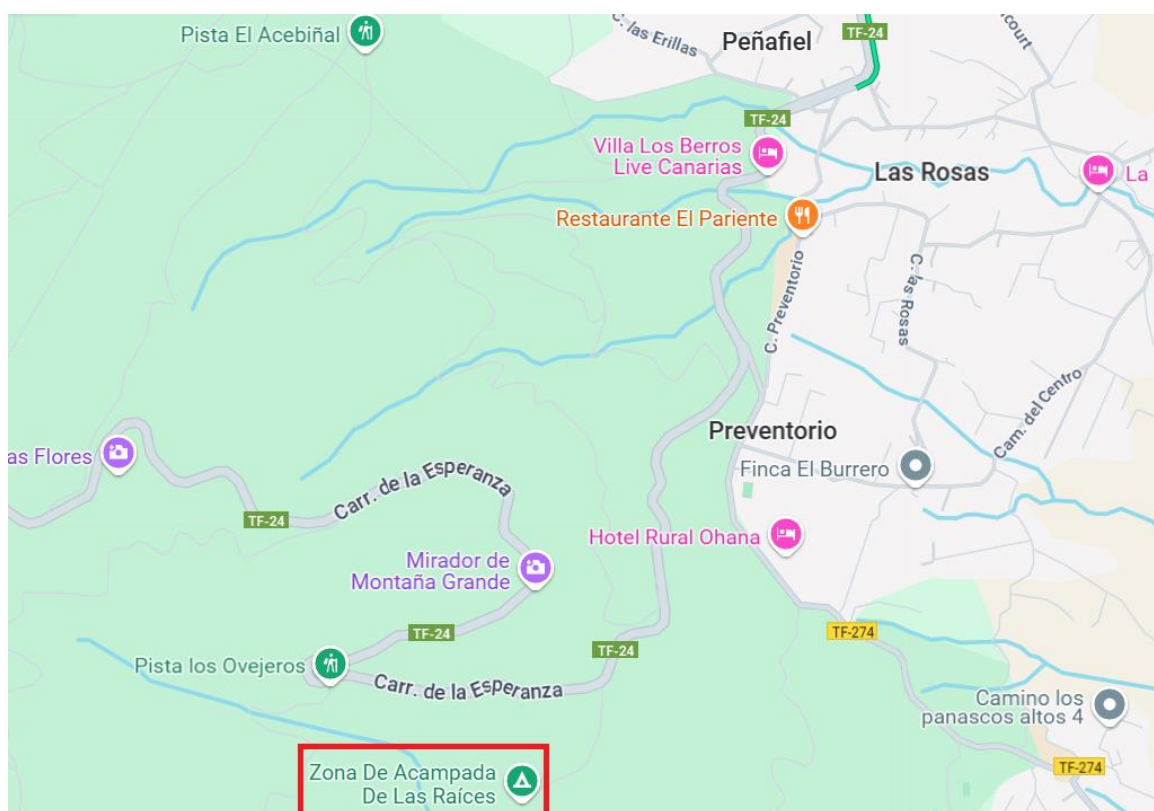 Pista El Acebiñal
C. las Erillas
Peñafiel
TF-24
TF-24
Villa Los Berros
Live Canarias
Las Rosas
La
Restaurante El Pariente
C. Preventorio
C. las Rosas
Preventorio
Cam. del Centro
as Flores
Finca El Burrero
Carr. de la Esperanza
TF-24
Hotel Rural Ohana
Mirador de
Montaña Grande
TF-24
TF-24
TF-274
Pista los Ovejeros
Carr. de la Esperanza
Camino los
panascos altos 4
Zona De Acampada
De Las Raíces
TF-274